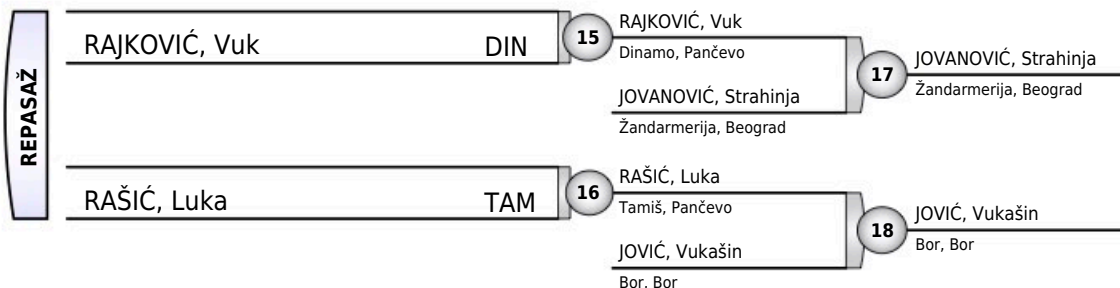 REPASAŽ
RAJKOVIĆ, Vuk DIN
15
RAJKOVIĆ, Vuk
Dinamo, Pančevo
JOVANOVIĆ, Strahinja
Žandarmerija, Beograd
17
JOVANOVIĆ, Strahinja
Žandarmerija, Beograd
RAŠIĆ, Luka TAM
16
RAŠIĆ, Luka
Tamiš, Pančevo
JOVIĆ, Vukašin
Bor, Bor
18
JOVIĆ, Vukašin
Bor, Bor